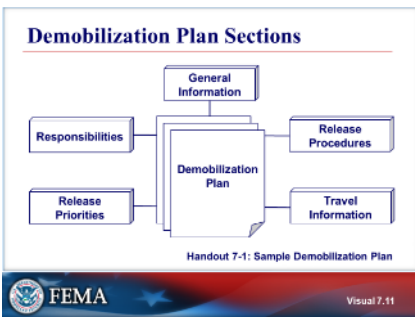 Demobilization Plan Sections
General
Information
Responsibilities
Release
Procedures
Demobilization
Plan
Release
Priorities
Travel
Information
Handout 7-1: Sample Demobilization Plan
FEMA
Visual 7.11